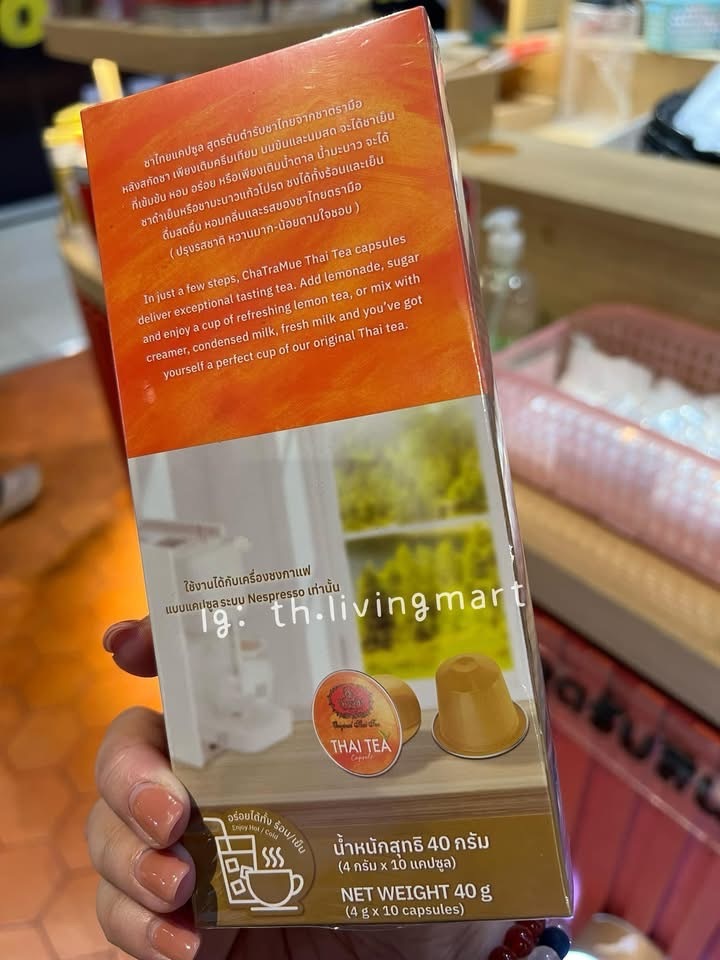 ชาไทยแคปซูล สูตรต้นตำรับชาไทยจากชาตรามือ
หลังสกัดชา เพียงเติมครีมเทียม นมข้นและนมสด จะได้ชาเย็น
ที่เข้มข้น หอม อร่อย หรือเพียงเติมน้ำตาล น้ำมะนาว จะได้
ชาดำเย็นหรือชามะนาวแก้วโปรด ชงได้ทั้งร้อนและเย็น
ดื่มสดชื่น หอมกลิ่นและรสของชาไทยตรามือ
( ปรุงรสชาติ หวานมาก-น้อยตามใจชอบ )
In just a few steps, ChaTraMue Thai Tea capsules
deliver exceptional tasting tea. Add lemonade, sugar
and enjoy a cup of refreshing lemon tea, or mix with
creamer, condensed milk, fresh milk and you've got
yourself a perfect cup of our original Thai tea.
ใช้งานได้กับเครื่องชงกาแฟ
แบบแคปซูลระบบ Nespresso เท่านั้น
Ig: th.livingmart
Original Thai Tea
THAI TEA
Capsule
อร่อยได้ทั้ง ร้อน/เย็น
Enjoy Hot / Cold
น้ำหนักสุทธิ 40 กรัม
(4 กรัม x 10 แคปซูล)
NET WEIGHT 40 g
(4 g x 10 capsules)